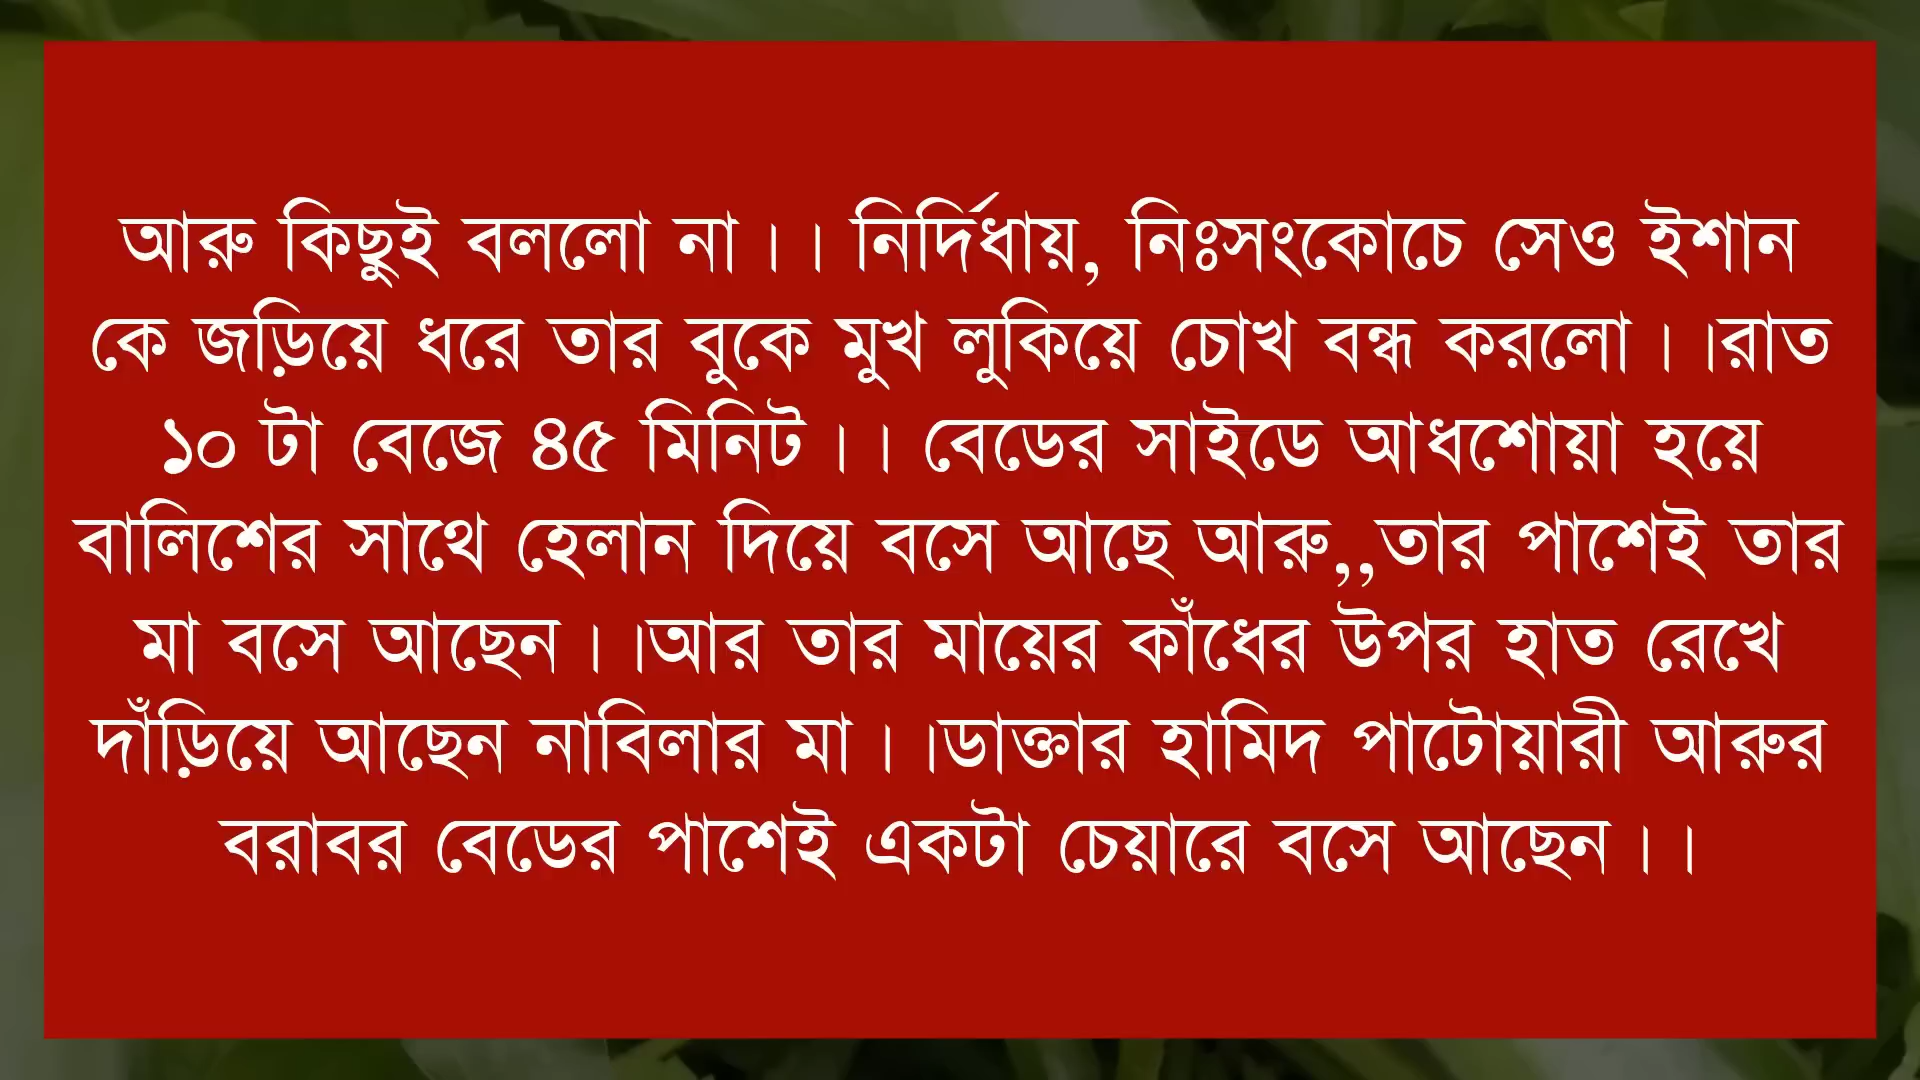 আরু কিছুই বললো না।। নির্দিধায়, নিঃসংকোচে সেও ইশান
কে জড়িয়ে ধরে তার বুকে মুখ লুকিয়ে চোখ বন্ধ করলো।।রাত
১০ টা বেজে ৪৫ মিনিট।। বেডের সাইডে আধশোয়া হয়ে
বালিশের সাথে হেলান দিয়ে বসে আছে আরু,,তার পাশেই তার
মা বসে আছেন।।আর তার মায়ের কাঁধের উপর হাত রেখে
দাঁড়িয়ে আছেন নাবিলার মা।।ডাক্তার হামিদ পাটোয়ারী আরুর
বরাবর বেডের পাশেই একটা চেয়ারে বসে আছেন।।